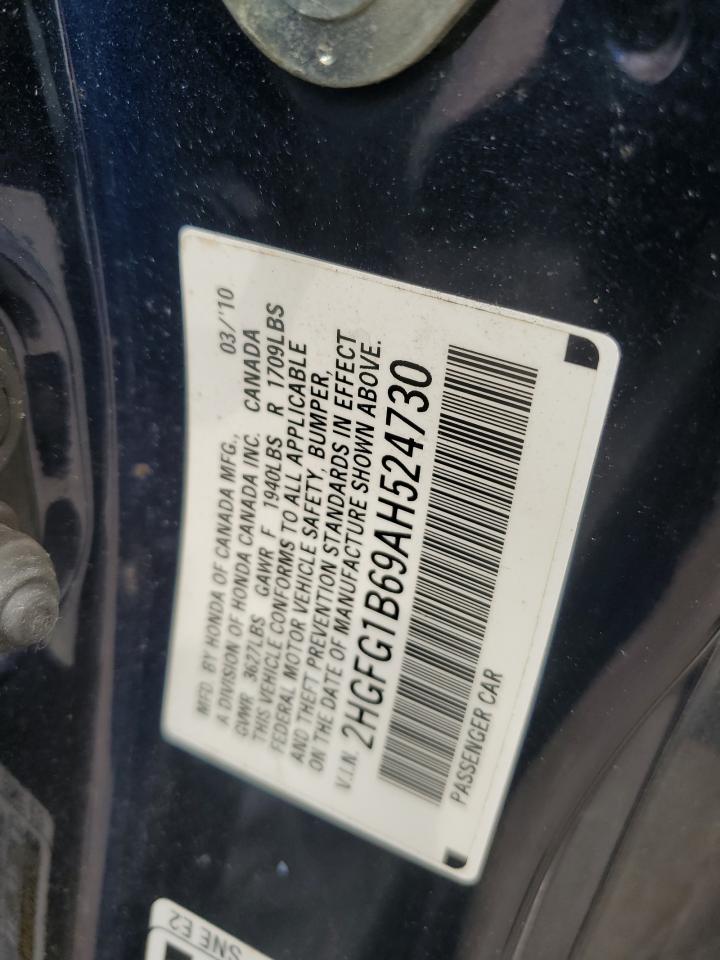 MFD. BY HONDA OF CANADA MFG., 03/'10
A DIVISION OF HONDA CANADA INC. CANADA
GVWR 3627LBS GAWR F 1940LBS R 1709LBS
THIS VEHICLE CONFORMS TO ALL APPLICABLE
FEDERAL MOTOR VEHICLE SAFETY, BUMPER,
AND THEFT PREVENTION STANDARDS IN EFFECT
ON THE DATE OF MANUFACTURE SHOWN ABOVE.
V.I.N. 2HGFG1B69AH524730
PASSENGER CAR
SNE E2